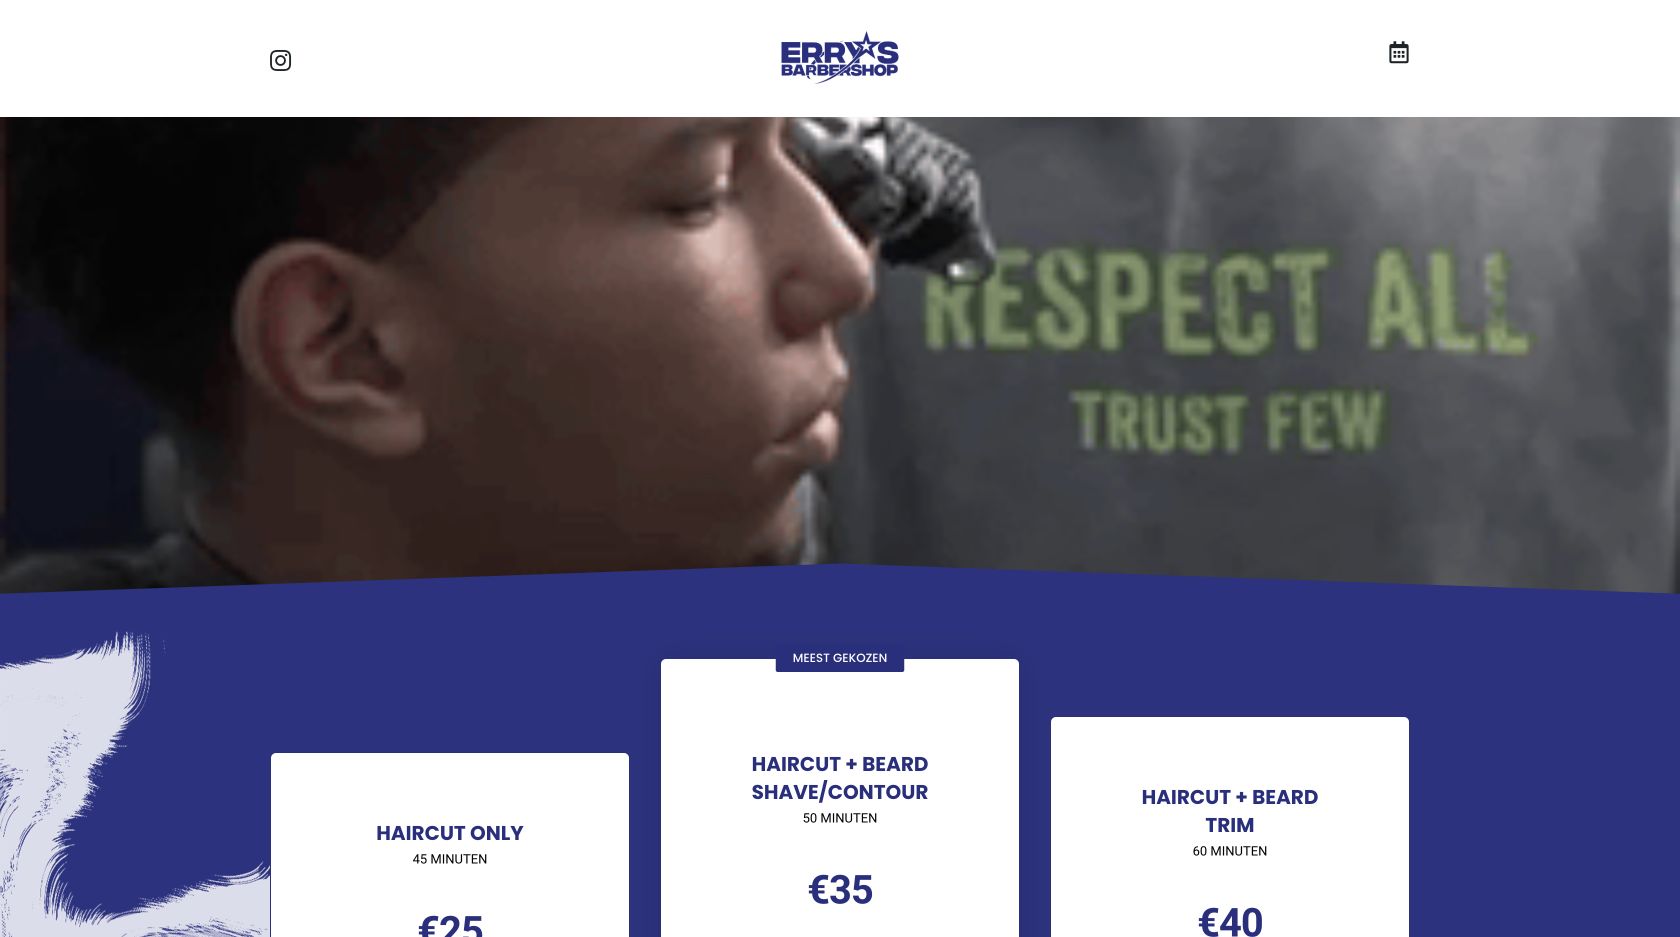 ERRY'S
BARBERSHOP
RESPECT ALL
TRUST FEW
MEEST GEKOZEN
HAIRCUT ONLY
45 MINUTEN
€25
HAIRCUT + BEARD
SHAVE/CONTOUR
50 MINUTEN
€35
HAIRCUT + BEARD
TRIM
60 MINUTEN
€40